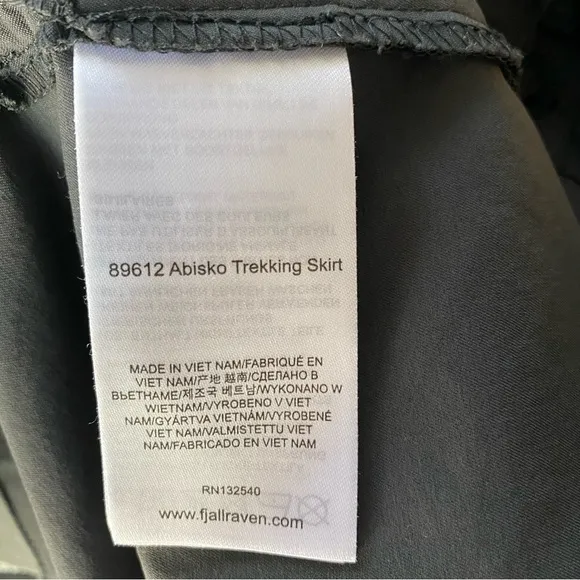 89612 Abisko Trekking Skirt
MADE IN VIET NAM/FABRIQUÉ EN
VIET NAM/产地 越南/СДЕЛАНО В
ВЬЕТНАМЕ/제조국 베트남/WYKONANO W
WIETNAM/VYROBENO V VIET
NAM/GYÁRTVA VIETNÁM/VYROBENÉ
VIET NAM/VALMISTETTU VIET
NAM/FABRICADO EN VIET NAM
RN132540
www.fjallraven.com